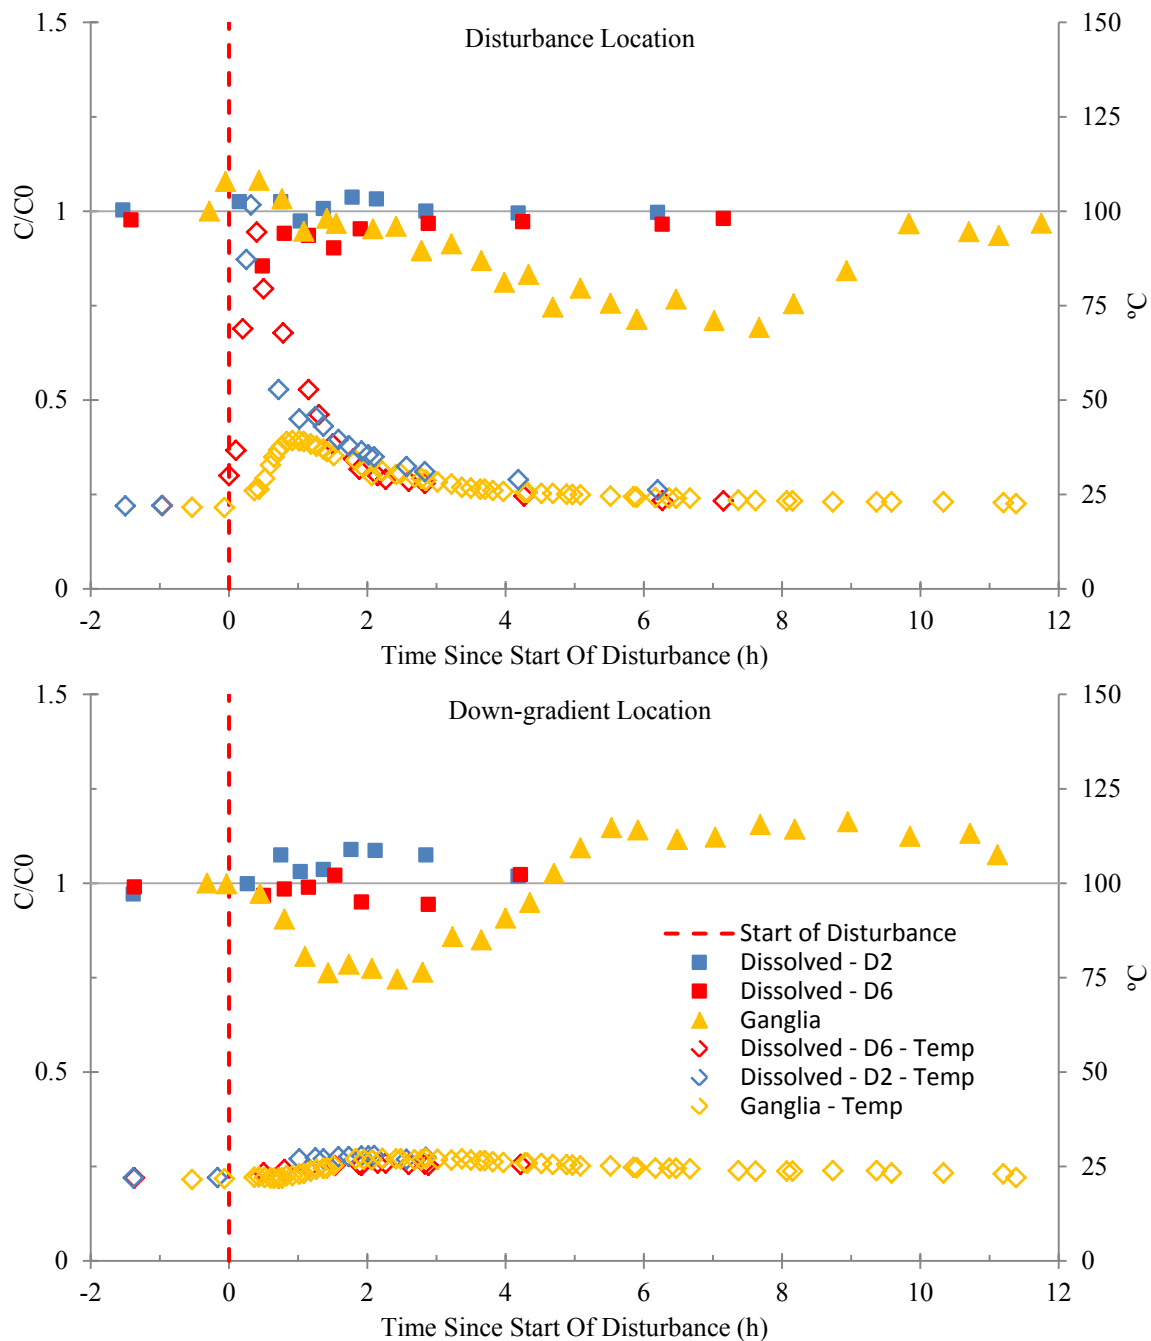 Disturbance Location
1.5
1
0.5
0
C/C0
150
125
100
75
50
25
0
ºC
-2 0 2 4 6 8 10 12
Time Since Start Of Disturbance (h)
Down-gradient Location
1.5
1
0.5
0
C/C0
150
125
100
75
50
25
0
ºC
Start of Disturbance
Dissolved - D2
Dissolved - D6
Ganglia
Dissolved - D6 - Temp
Dissolved - D2 - Temp
Ganglia - Temp
-2 0 2 4 6 8 10 12
Time Since Start Of Disturbance (h)